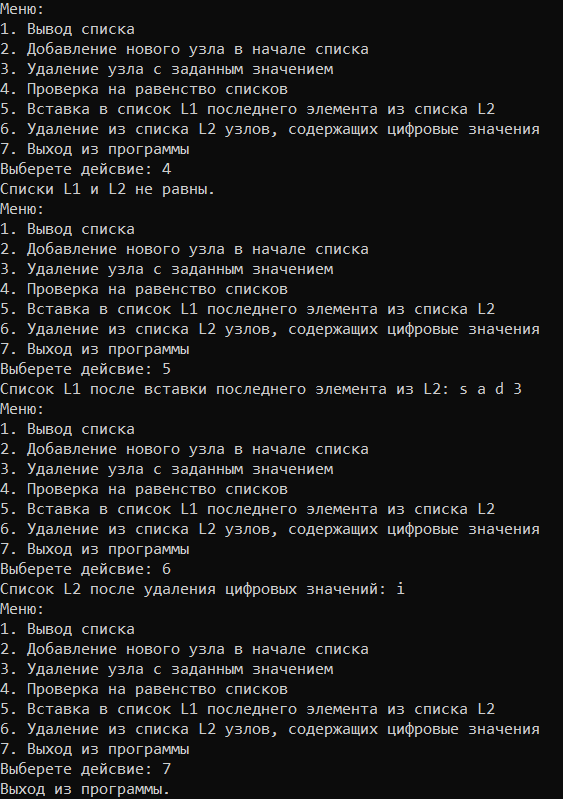 Меню:
1. Вывод списка
2. Добавление нового узла в начале списка
3. Удаление узла с заданным значением
4. Проверка на равенство списков
5. Вставка в список L1 последнего элемента из списка L2
6. Удаление из списка L2 узлов, содержащих цифровые значения
7. Выход из программы
Выберете дейсвие: 4
Списки L1 и L2 не равны.
Меню:
1. Вывод списка
2. Добавление нового узла в начале списка
3. Удаление узла с заданным значением
4. Проверка на равенство списков
5. Вставка в список L1 последнего элемента из списка L2
6. Удаление из списка L2 узлов, содержащих цифровые значения
7. Выход из программы
Выберете дейсвие: 5
Список L1 после вставки последнего элемента из L2: s a d 3
Меню:
1. Вывод списка
2. Добавление нового узла в начале списка
3. Удаление узла с заданным значением
4. Проверка на равенство списков
5. Вставка в список L1 последнего элемента из списка L2
6. Удаление из списка L2 узлов, содержащих цифровые значения
7. Выход из программы
Выберете дейсвие: 6
Список L2 после удаления цифровых значений: i
Меню:
1. Вывод списка
2. Добавление нового узла в начале списка
3. Удаление узла с заданным значением
4. Проверка на равенство списков
5. Вставка в список L1 последнего элемента из списка L2
6. Удаление из списка L2 узлов, содержащих цифровые значения
7. Выход из программы
Выберете дейсвие: 7
Выход из программы.